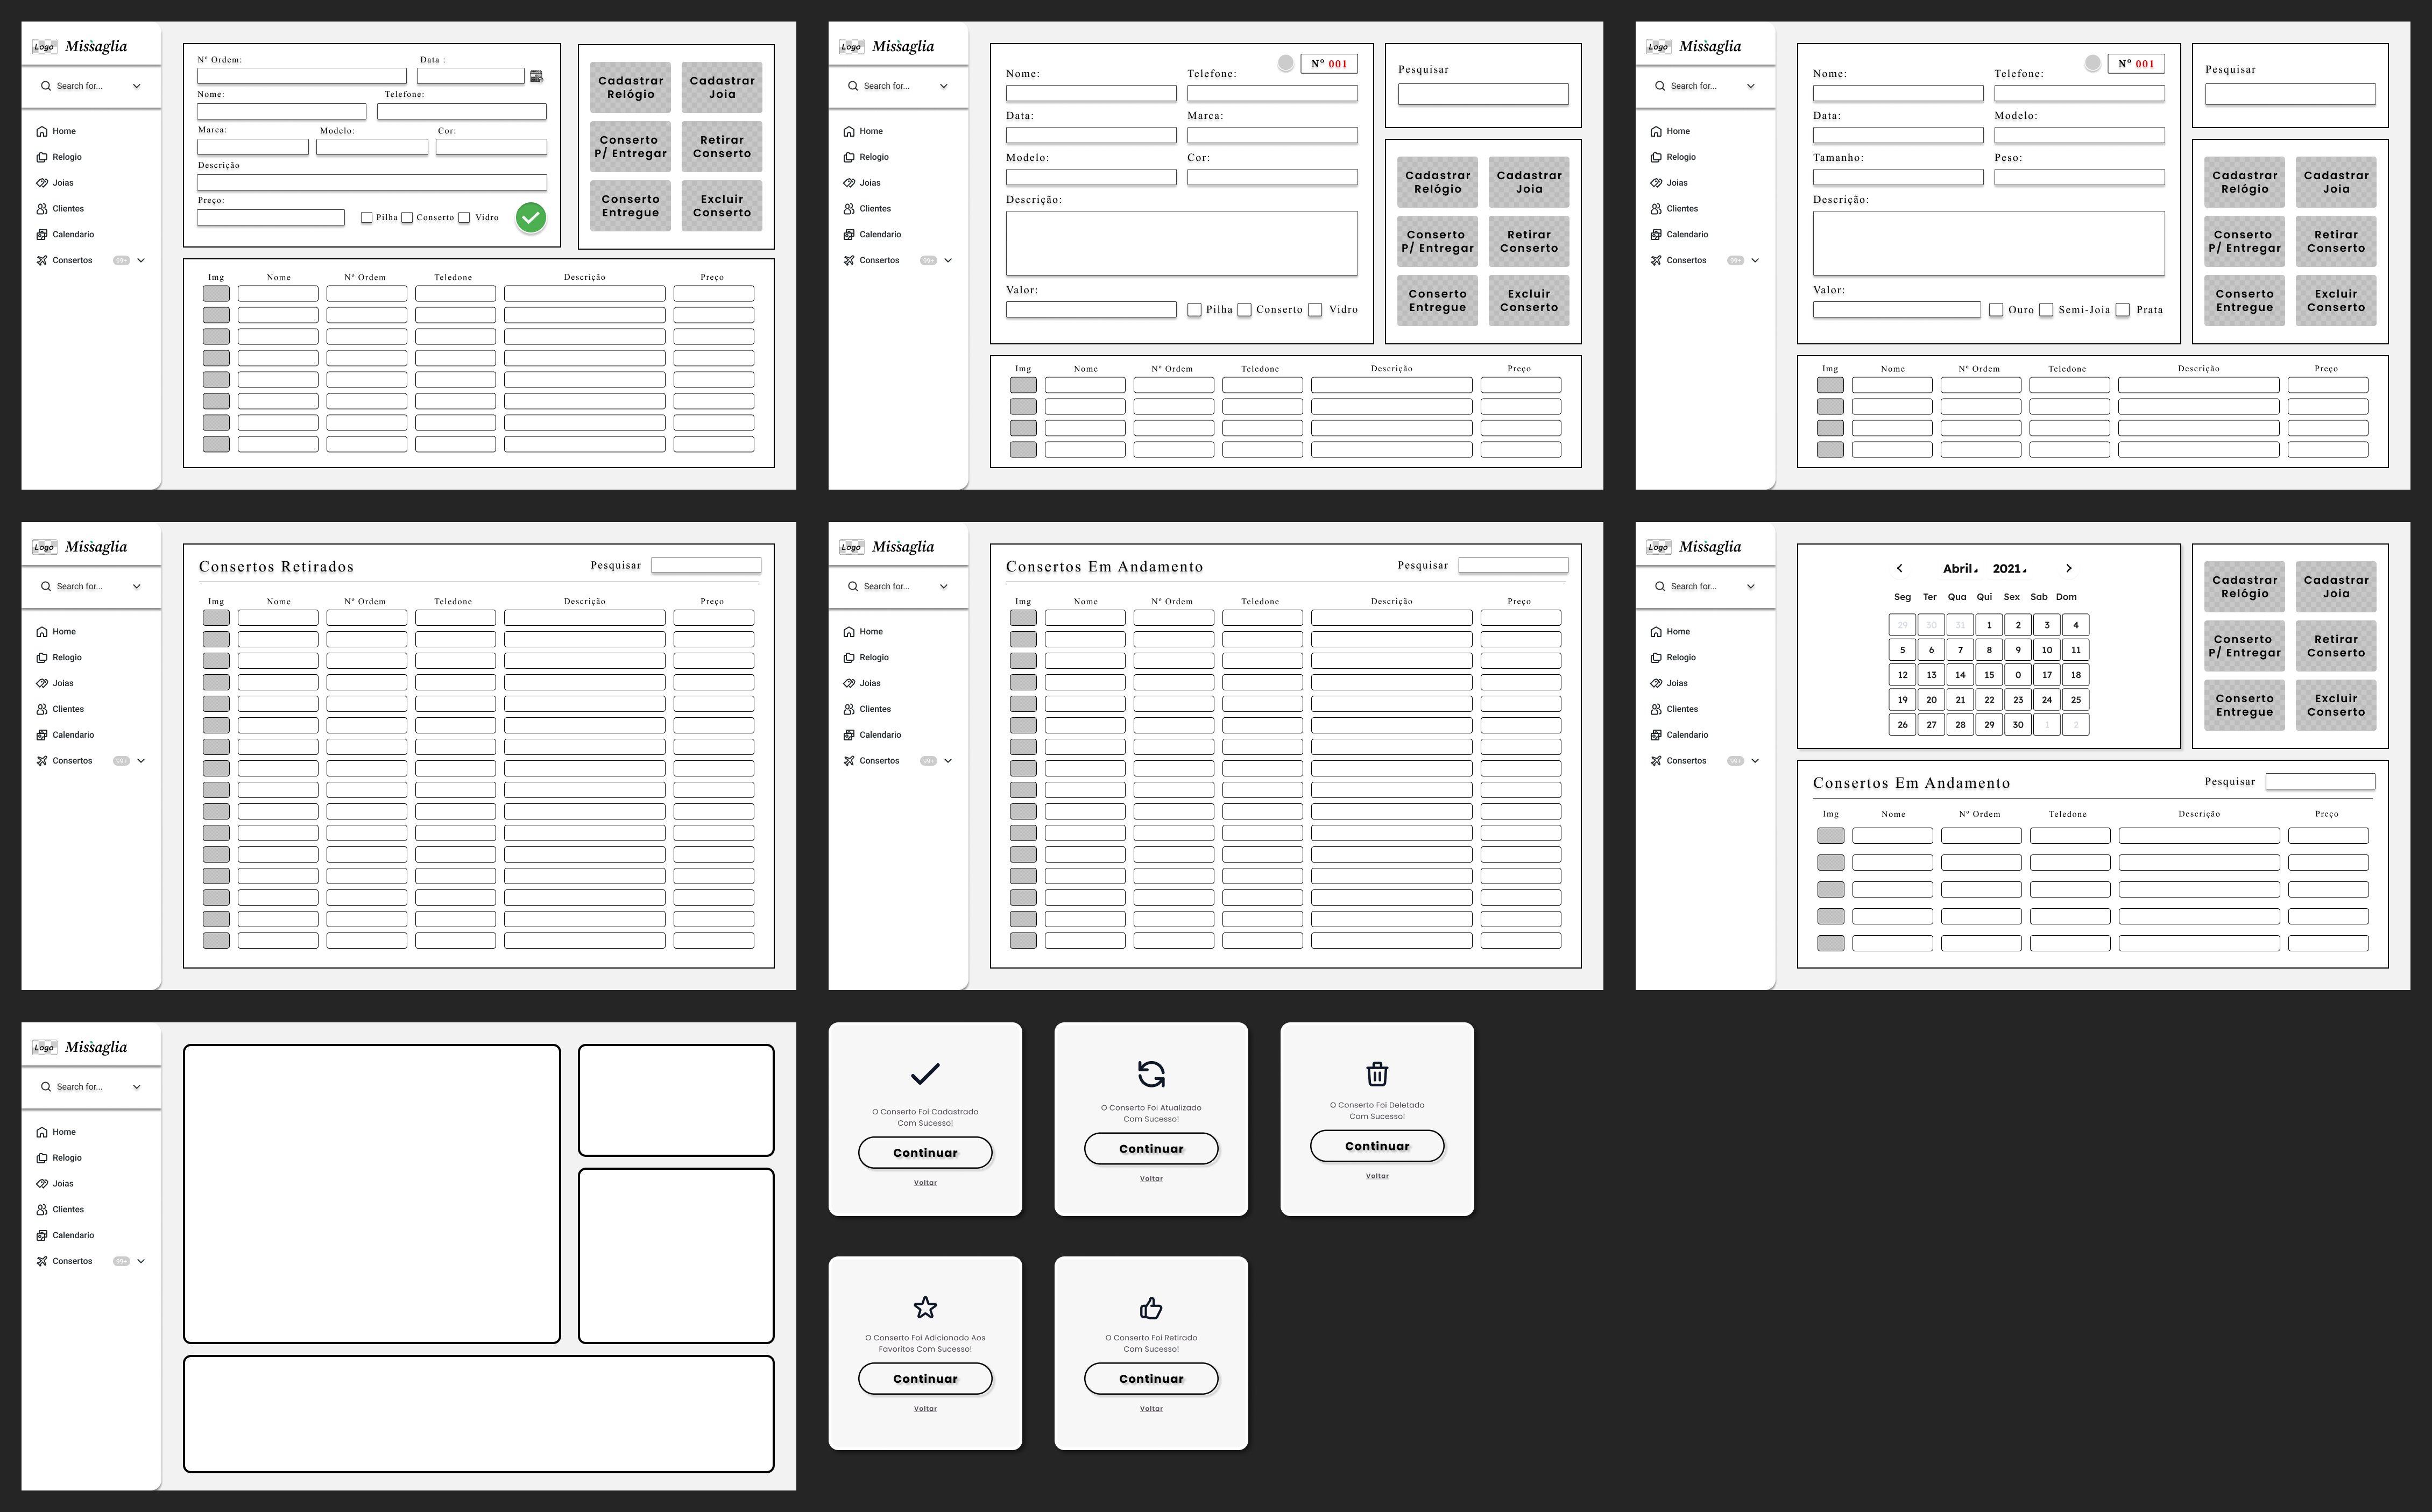 Logo Missaglia
Search for...
Home
Relogio
Joias
Clientes
Calendario
Consertos 99+
Nº Ordem: Data :
Nome: Telefone:
Marca: Modelo: Cor:
Descrição
Preço:
Pilha Conserto Vidro
Cadastrar Relógio
Cadastrar Joia
Conserto P/ Entregar
Retirar Conserto
Conserto Entregue
Excluir Conserto
Img Nome Nº Ordem Teledone Descrição Preço
Logo Missaglia
Search for...
Home
Relogio
Joias
Clientes
Calendario
Consertos 99+
Nº 001
Nome: Telefone:
Data: Marca:
Modelo: Cor:
Descrição:
Valor:
Pilha Conserto Vidro
Pesquisar
Cadastrar Relógio
Cadastrar Joia
Conserto P/ Entregar
Retirar Conserto
Conserto Entregue
Excluir Conserto
Img Nome Nº Ordem Teledone Descrição Preço
Logo Missaglia
Search for...
Home
Relogio
Joias
Clientes
Calendario
Consertos 99+
Nº 001
Nome: Telefone:
Data: Modelo:
Tamanho: Peso:
Descrição:
Valor:
Ouro Semi-Joia Prata
Pesquisar
Cadastrar Relógio
Cadastrar Joia
Conserto P/ Entregar
Retirar Conserto
Conserto Entregue
Excluir Conserto
Img Nome Nº Ordem Teledone Descrição Preço
Logo Missaglia
Search for...
Home
Relogio
Joias
Clientes
Calendario
Consertos 99+
Consertos Retirados Pesquisar
Img Nome Nº Ordem Teledone Descrição Preço
Logo Missaglia
Search for...
Home
Relogio
Joias
Clientes
Calendario
Consertos 99+
Consertos Em Andamento Pesquisar
Img Nome Nº Ordem Teledone Descrição Preço
Logo Missaglia
Search for...
Home
Relogio
Joias
Clientes
Calendario
Consertos 99+
Abril 2021
Seg Ter Qua Qui Sex Sab Dom
29 30 31 1 2 3 4
5 6 7 8 9 10 11
12 13 14 15 0 17 18
19 20 21 22 23 24 25
26 27 28 29 30 1 2
Cadastrar Relógio
Cadastrar Joia
Conserto P/ Entregar
Retirar Conserto
Conserto Entregue
Excluir Conserto
Consertos Em Andamento Pesquisar
Img Nome Nº Ordem Teledone Descrição Preço
Logo Missaglia
Search for...
Home
Relogio
Joias
Clientes
Calendario
Consertos 99+
O Conserto Foi Cadastrado
Com Sucesso!
Continuar
Voltar
O Conserto Foi Atualizado
Com Sucesso!
Continuar
Voltar
O Conserto Foi Deletado
Com Sucesso!
Continuar
Voltar
O Conserto Foi Adicionado Aos
Favoritos Com Sucesso!
Continuar
Voltar
O Conserto Foi Retirado
Com Sucesso!
Continuar
Voltar